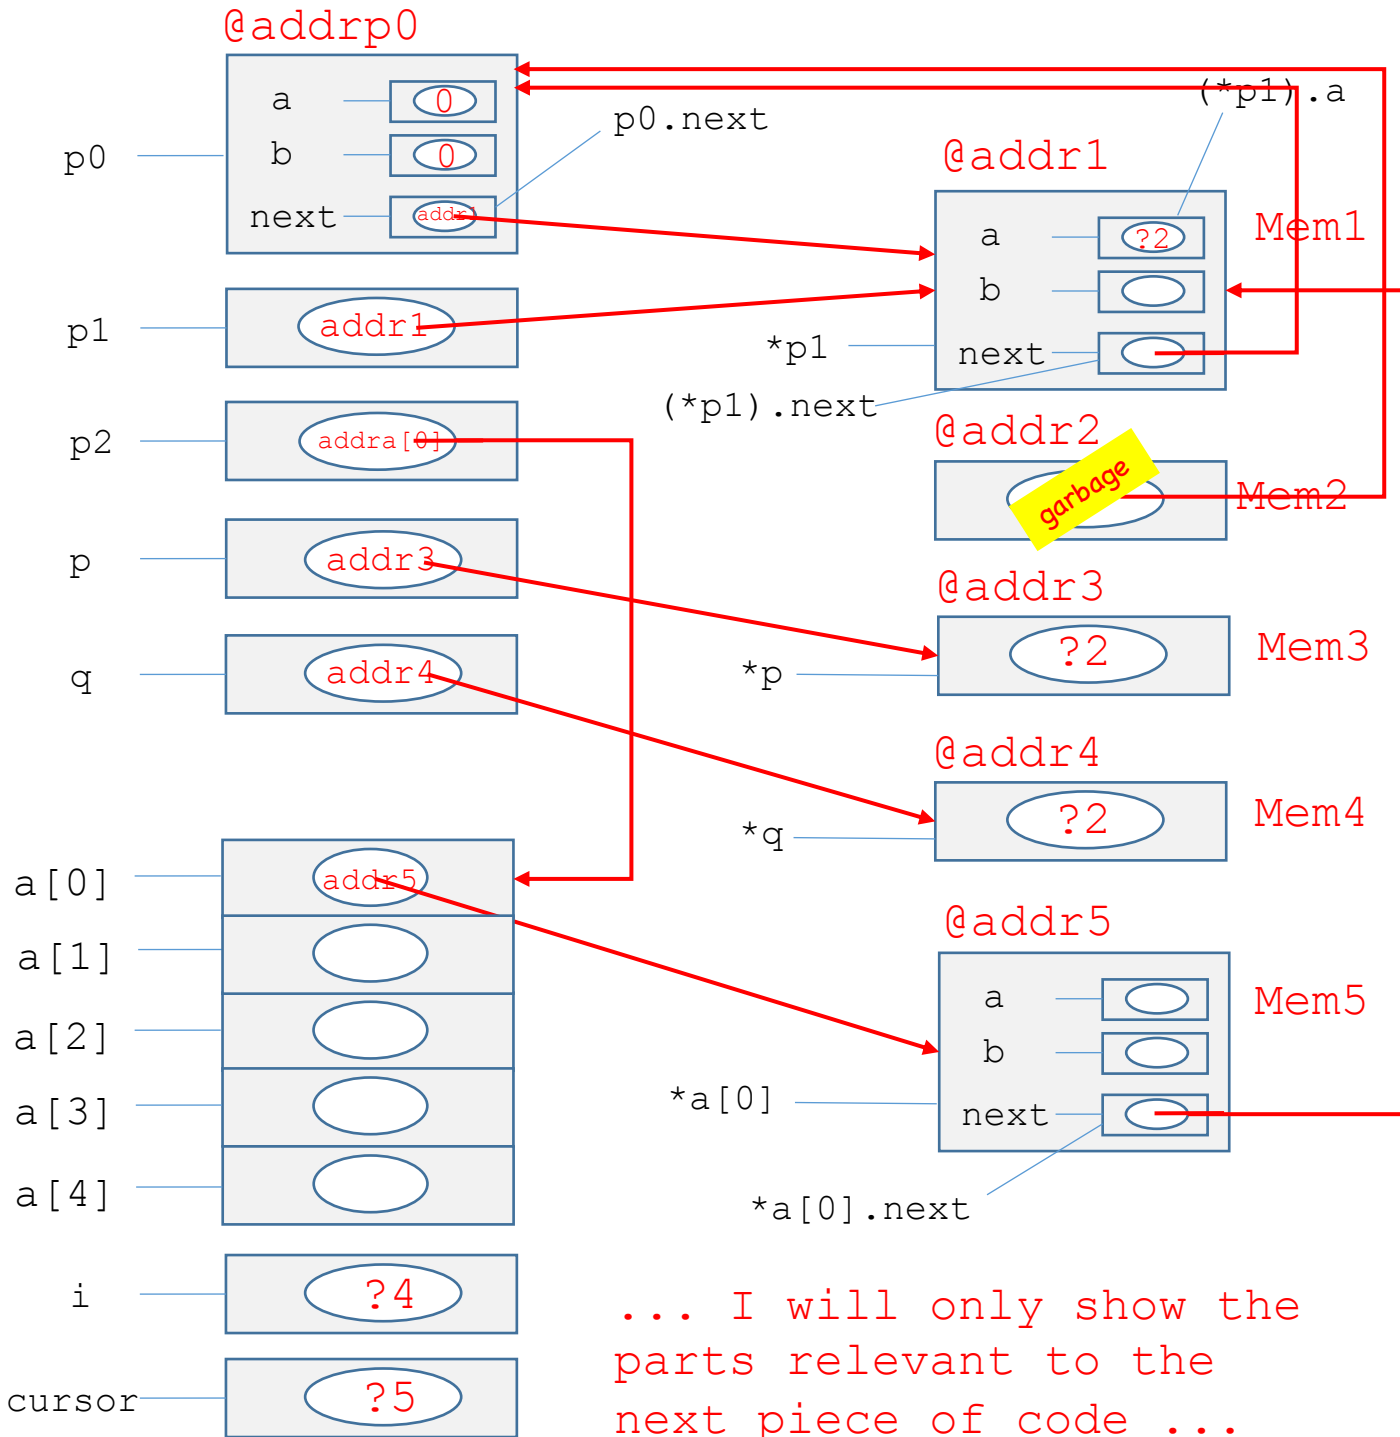 @addrp0
a 0
p0.next
(*p1).a
p0
b 0
@addr1
next addr1
a ?2
Mem1
b
p1
addr1
*p1
next
(*p1).next
p2
addra[0]
@addr2
garbage
Mem2
p
addr3
@addr3
?2
Mem3
*p
q
addr4
@addr4
?2
Mem4
*q
a[0]
addr5
@addr5
a[1]
a
Mem5
a[2]
b
*a[0]
a[3]
next
a[4]
*a[0].next
i
?4
... I will only show the
parts relevant to the
next piece of code ...
cursor
?5